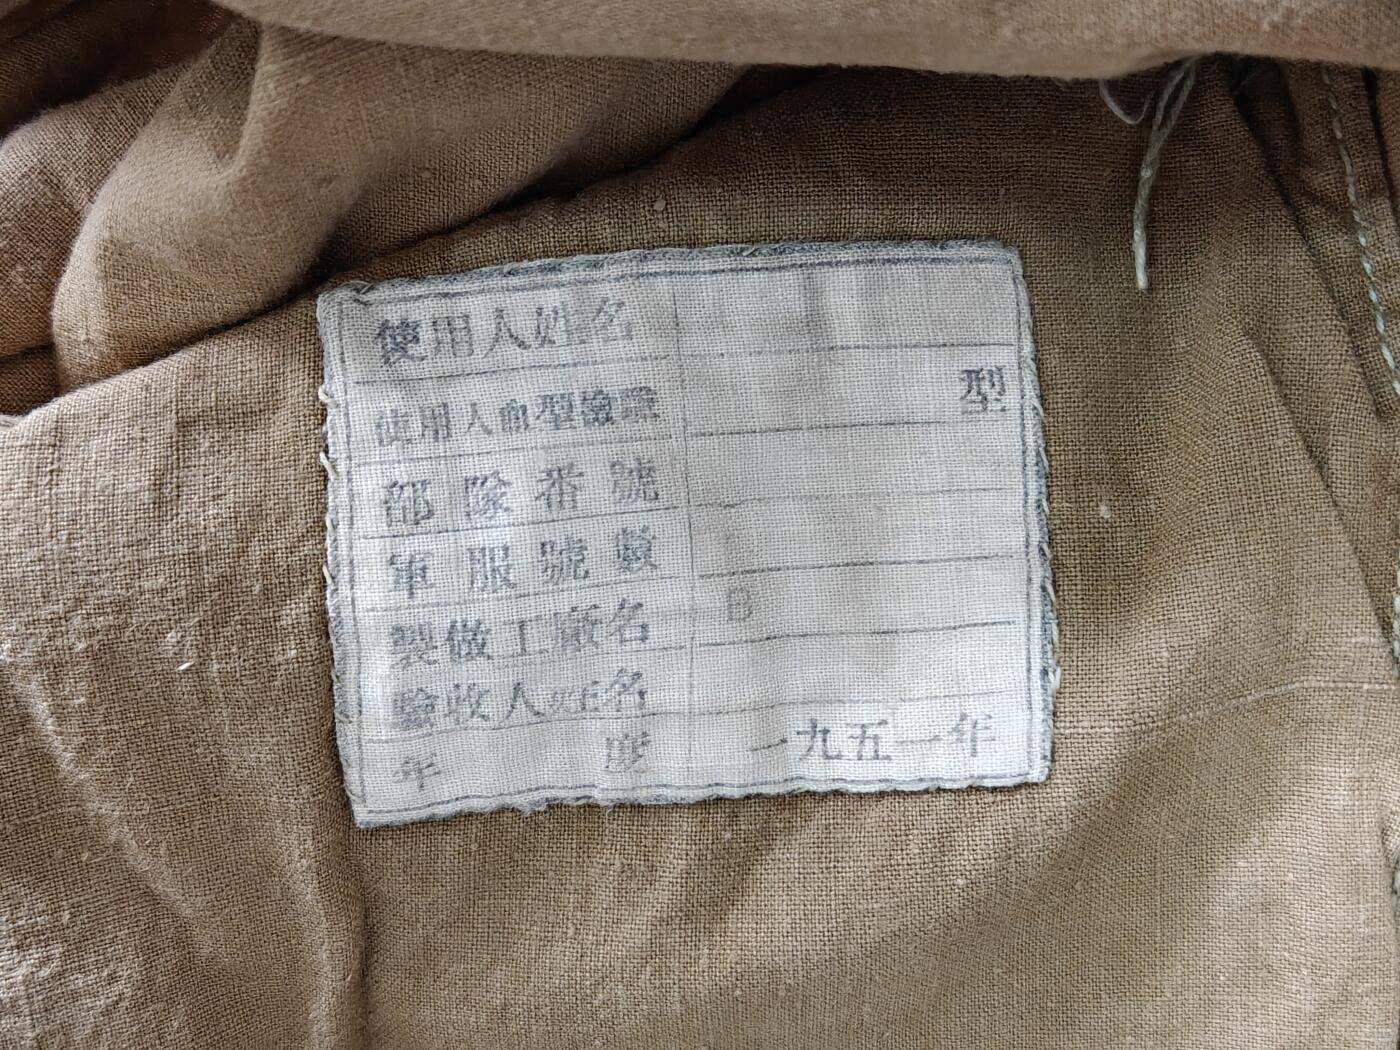 使用人姓名
使用人血型檢驗 型
部隊番號
軍服號數
製做工廠名 B
驗收人姓名
年度 一九五一年